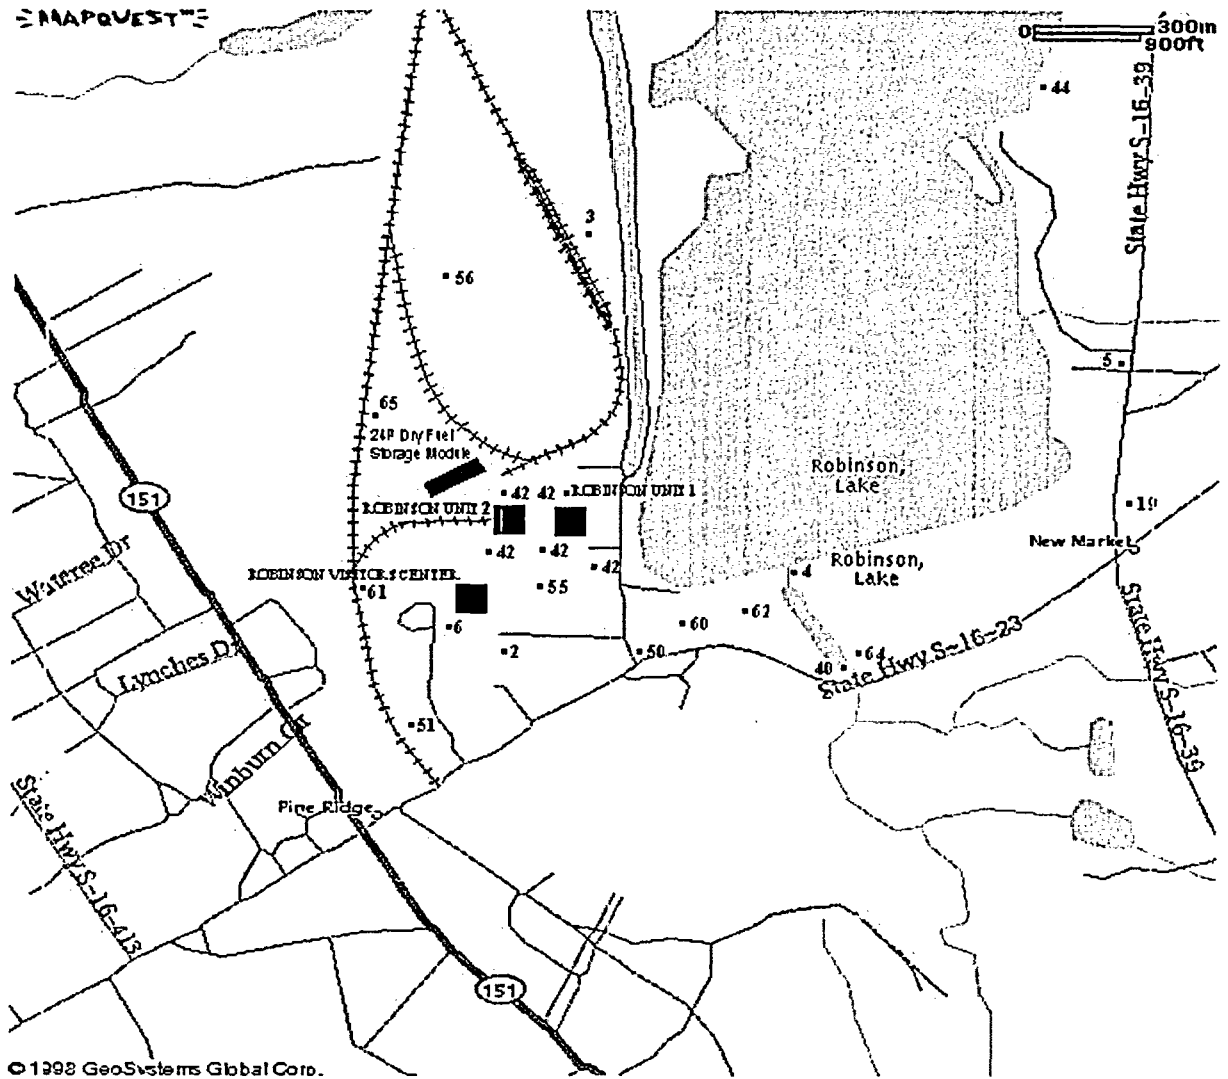 MAPQUEST™
0 300m
900ft
44
State Hwy S-16-39
3
56
5
65
24P Dry Fuel
Storage Module
Robinson,
Lake
151
42 42 ROBINSON UNIT 1
19
ROBINSON UNIT 2
New Market
42 42
Robinson,
Lake
42
4
Wateree Dr
ROBINSON VISITORS CENTER
61
55
62
60
6
State Hwy S-16-23
State Hwy S-16-39
2
50
64
40
Lynches Dr
51
Winburn Cir
Pine Ridge
State Hwy S-16-413
151
© 1998 GeoSystems Global Corp.